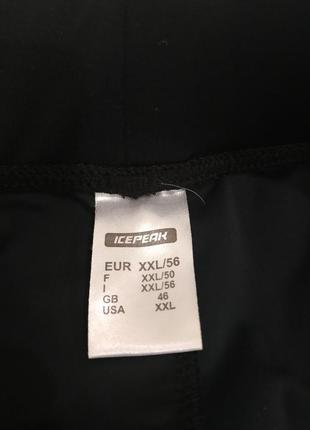 ICEPEAK
EUR XXL/56
F XXL/50
I XXL/56
GB 46
USA XXL